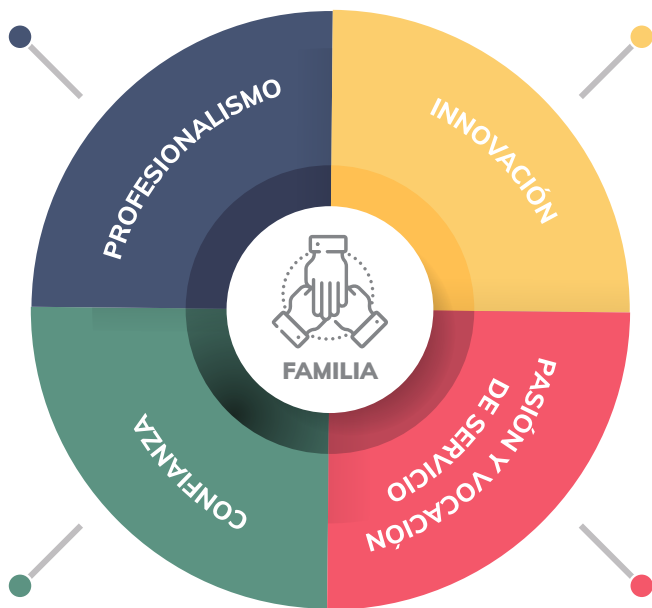 PROFESIONALISMO
INNOVACIÓN
FAMILIA
CONFIANZA
PASIÓN Y VOCACIÓN
DE SERVICIO